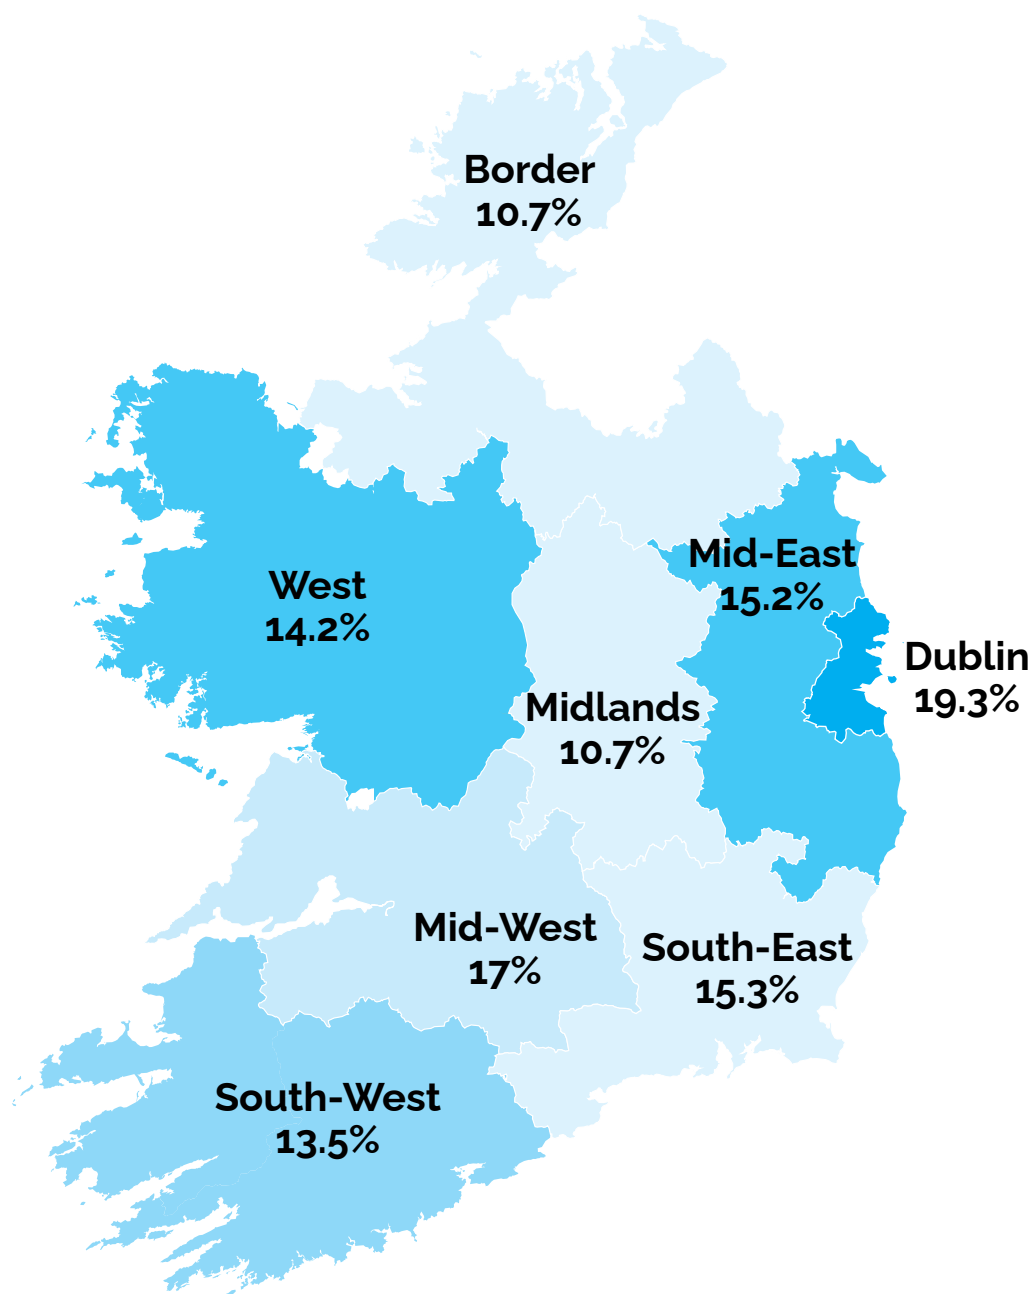 Border
10.7%
Mid-East
15.2%
West
14.2%
Dublin
19.3%
Midlands
10.7%
Mid-West
17%
South-East
15.3%
South-West
13.5%